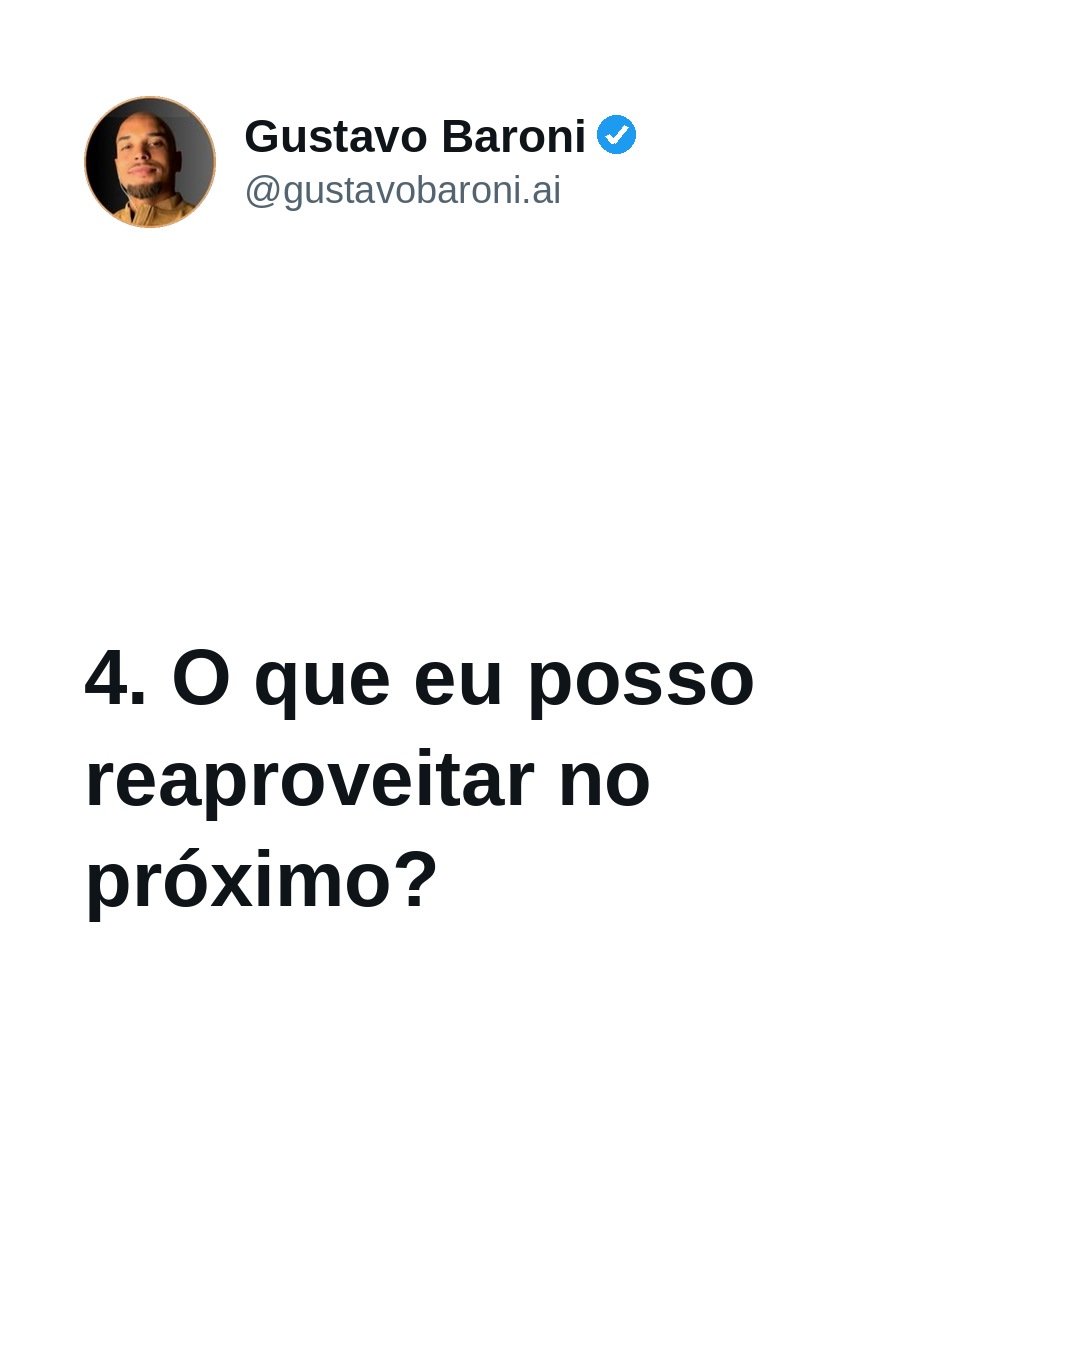 Gustavo Baroni
@gustavobaroni.ai
4. O que eu posso
reaproveitar no
próximo?